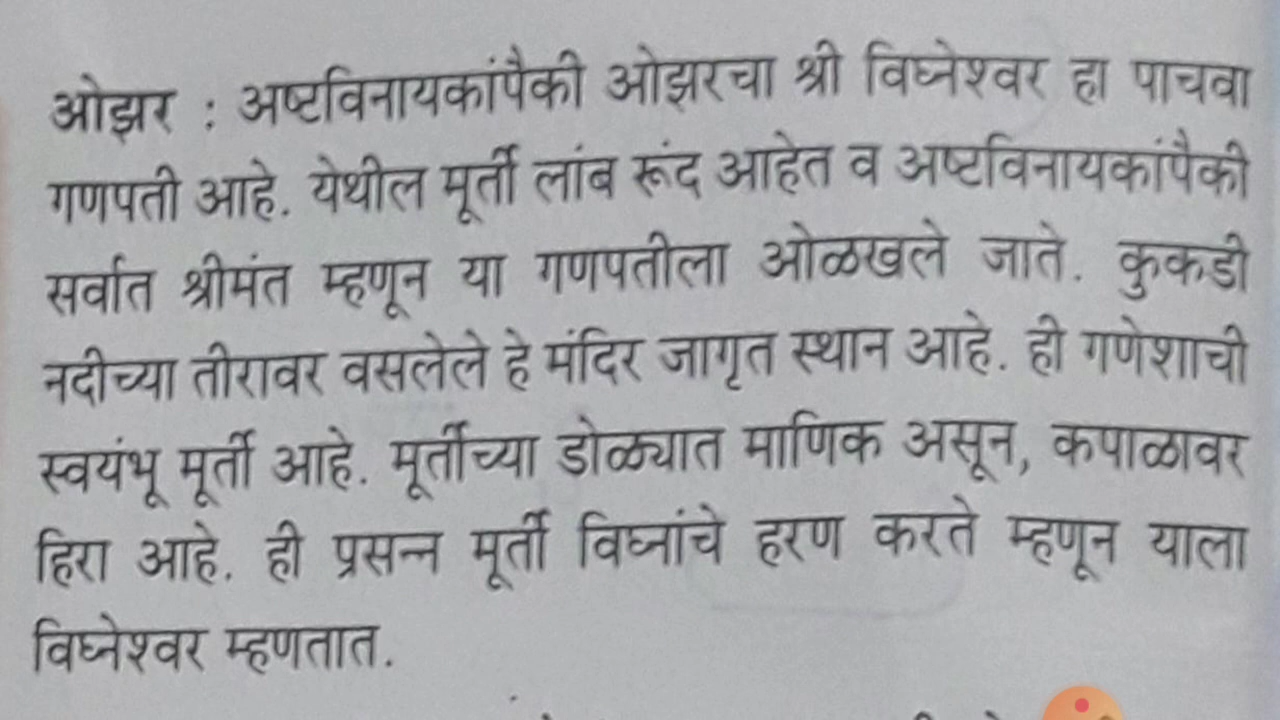 ओझर : अष्टविनायकांपैकी ओझरचा श्री विघ्नेश्वर हा पाचवा
गणपती आहे. येथील मूर्ती लांब रूंद आहेत व अष्टविनायकांपैकी
सर्वात श्रीमंत म्हणून या गणपतीला ओळखले जाते. कुकडी
नदीच्या तीरावर वसलेले हे मंदिर जागृत स्थान आहे. ही गणेशाची
स्वयंभू मूर्ती आहे. मूर्तीच्या डोळ्यात माणिक असून, कपाळावर
हिरा आहे. ही प्रसन्न मूर्ती विघ्नांचे हरण करते म्हणून याला
विघ्नेश्वर म्हणतात.